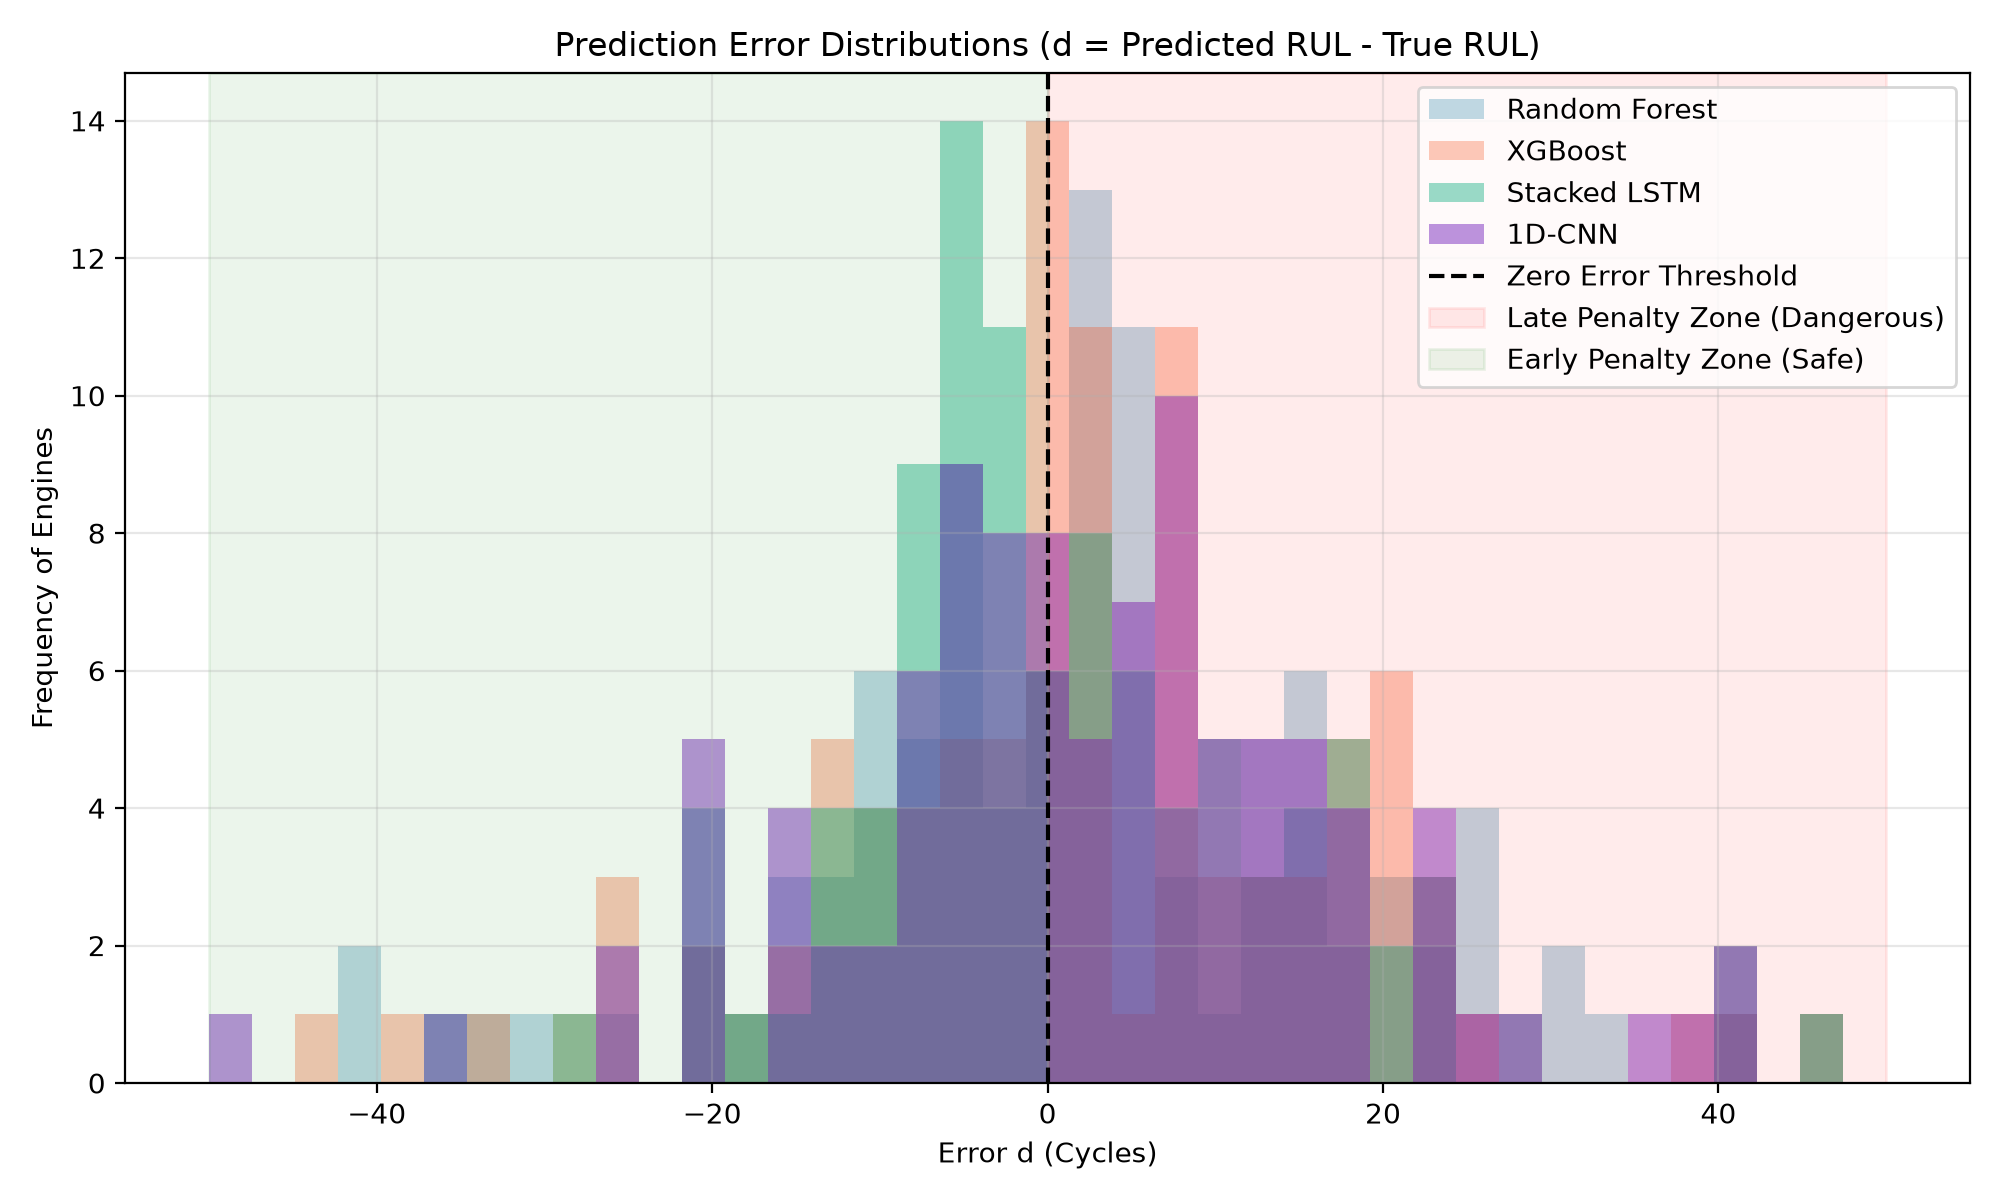 Prediction Error Distributions (d = Predicted RUL - True RUL)
Random Forest
XGBoost
Stacked LSTM
1D-CNN
Zero Error Threshold
Late Penalty Zone (Dangerous)
Early Penalty Zone (Safe)
Frequency of Engines
14
12
10
8
6
4
2
0
−40
−20
0
20
40
Error d (Cycles)